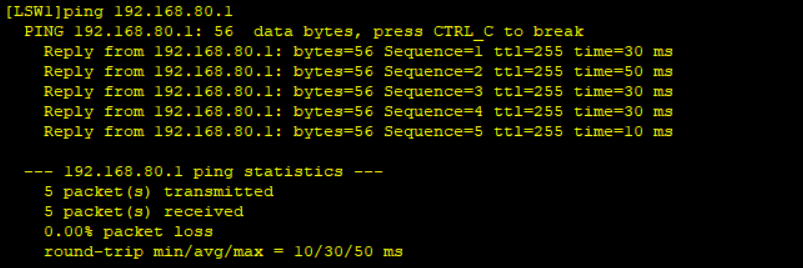 [LSW1]ping 192.168.80.1
PING 192.168.80.1: 56  data bytes, press CTRL_C to break
Reply from 192.168.80.1: bytes=56 Sequence=1 ttl=255 time=30 ms
Reply from 192.168.80.1: bytes=56 Sequence=2 ttl=255 time=50 ms
Reply from 192.168.80.1: bytes=56 Sequence=3 ttl=255 time=30 ms
Reply from 192.168.80.1: bytes=56 Sequence=4 ttl=255 time=30 ms
Reply from 192.168.80.1: bytes=56 Sequence=5 ttl=255 time=10 ms
--- 192.168.80.1 ping statistics ---
5 packet(s) transmitted
5 packet(s) received
0.00% packet loss
round-trip min/avg/max = 10/30/50 ms